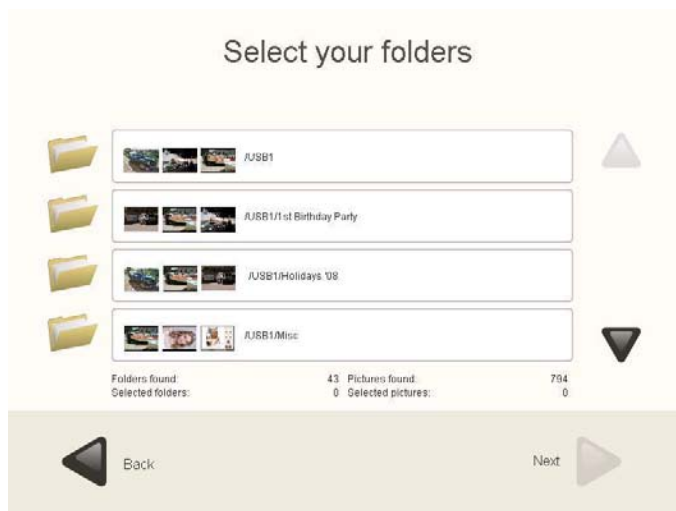 Select your folders
/USB1
/USB1/1st Birthday Party
/USB1/Holidays '08
/USB1/Misc
Folders found: 43 Pictures found: 794
Selected folders: 0 Selected pictures: 0
Back Next